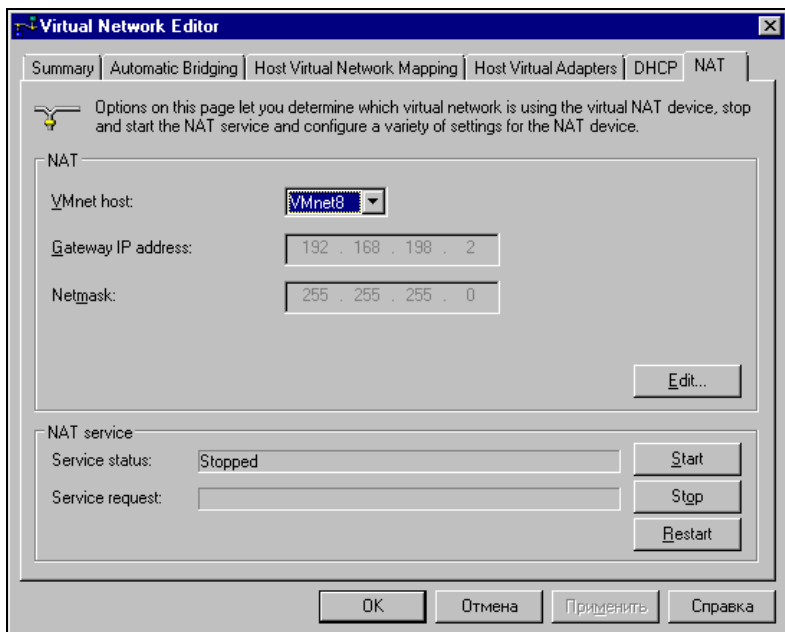 Virtual Network Editor
Summary Automatic Bridging Host Virtual Network Mapping Host Virtual Adapters DHCP NAT
Options on this page let you determine which virtual network is using the virtual NAT device, stop
and start the NAT service and configure a variety of settings for the NAT device.
NAT
VMnet host: VMnet8
Gateway IP address: 192 . 168 . 198 . 2
Netmask: 255 . 255 . 255 . 0
Edit...
NAT service
Service status: Stopped Start
Service request: Stop
Restart
OK Отмена Применить Справка